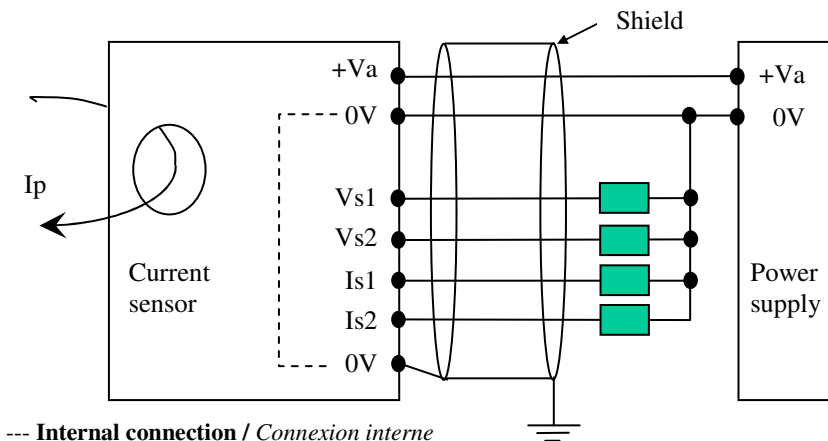 Shield
+Va
0V
Ip
Vs1
Vs2
Is1
Is2
0V
Current
sensor
+Va
0V
Power
supply
--- Internal connection / Connexion interne